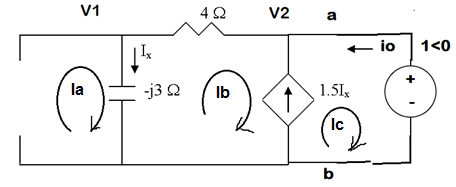 V1 4 Ω V2 a
Ix io 1<0
Ia -j3 Ω Ib 1.5Ix +
-
Ic
b